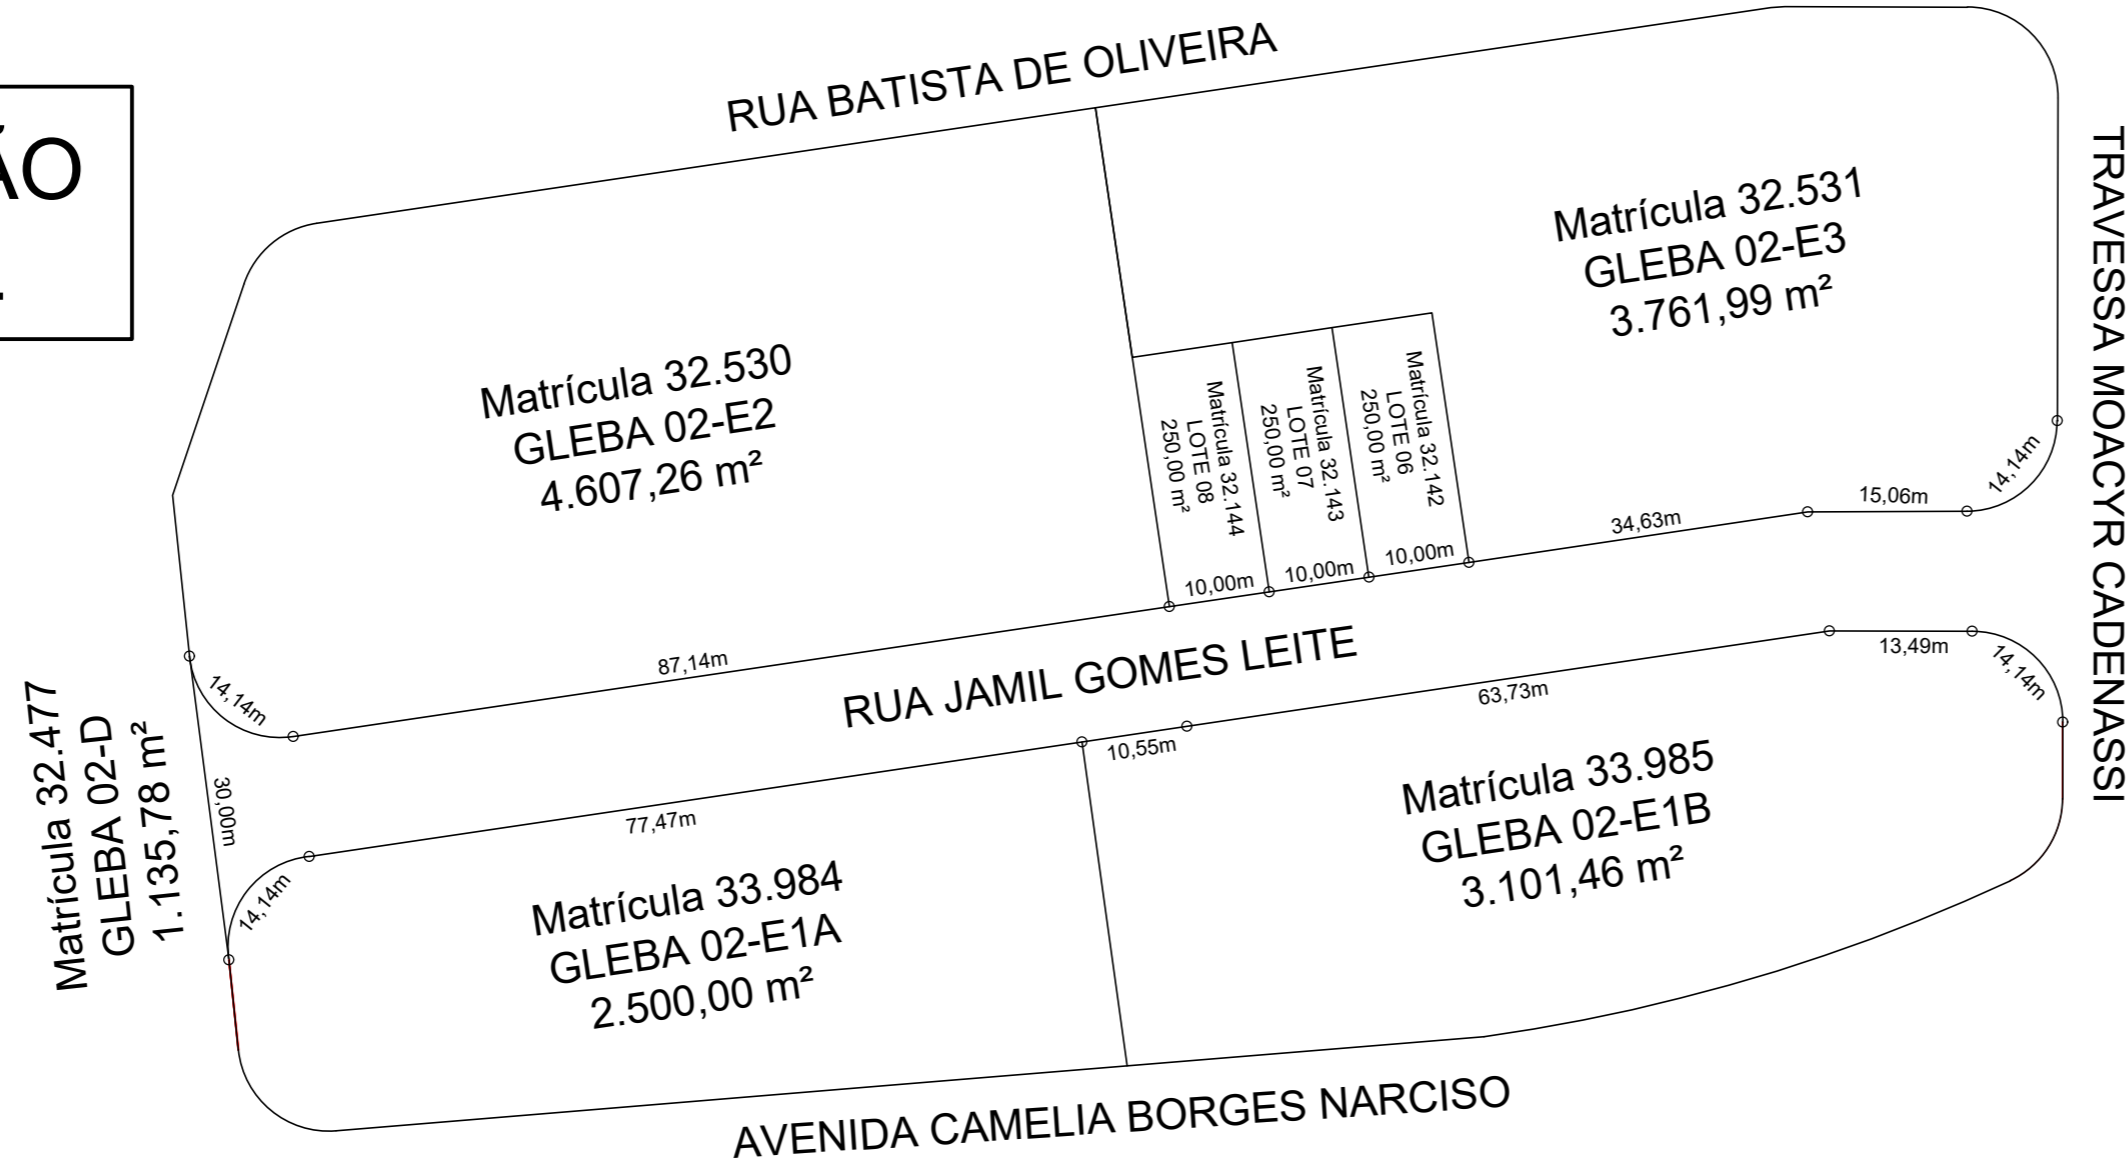 ÃO
RUA BATISTA DE OLIVEIRA
TRAVESSA MOACYR CADENASSI
Matrícula 32.531
GLEBA 02-E3
3.761,99 m²
Matrícula 32.530
GLEBA 02-E2
4.607,26 m²
Matrícula 32.144
LOTE 08
250,00 m²
Matrícula 32.143
LOTE 07
250,00 m²
Matrícula 32.142
LOTE 06
250,00 m²
14,14m
87,14m
10,00m
10,00m
10,00m
34,63m
15,06m
14,14m
RUA JAMIL GOMES LEITE
Matrícula 32.477
GLEBA 02-D
1.135,78 m²
30,00m
14,14m
77,47m
10,55m
63,73m
13,49m
14,14m
Matrícula 33.984
GLEBA 02-E1A
2.500,00 m²
Matrícula 33.985
GLEBA 02-E1B
3.101,46 m²
AVENIDA CAMELIA BORGES NARCISO